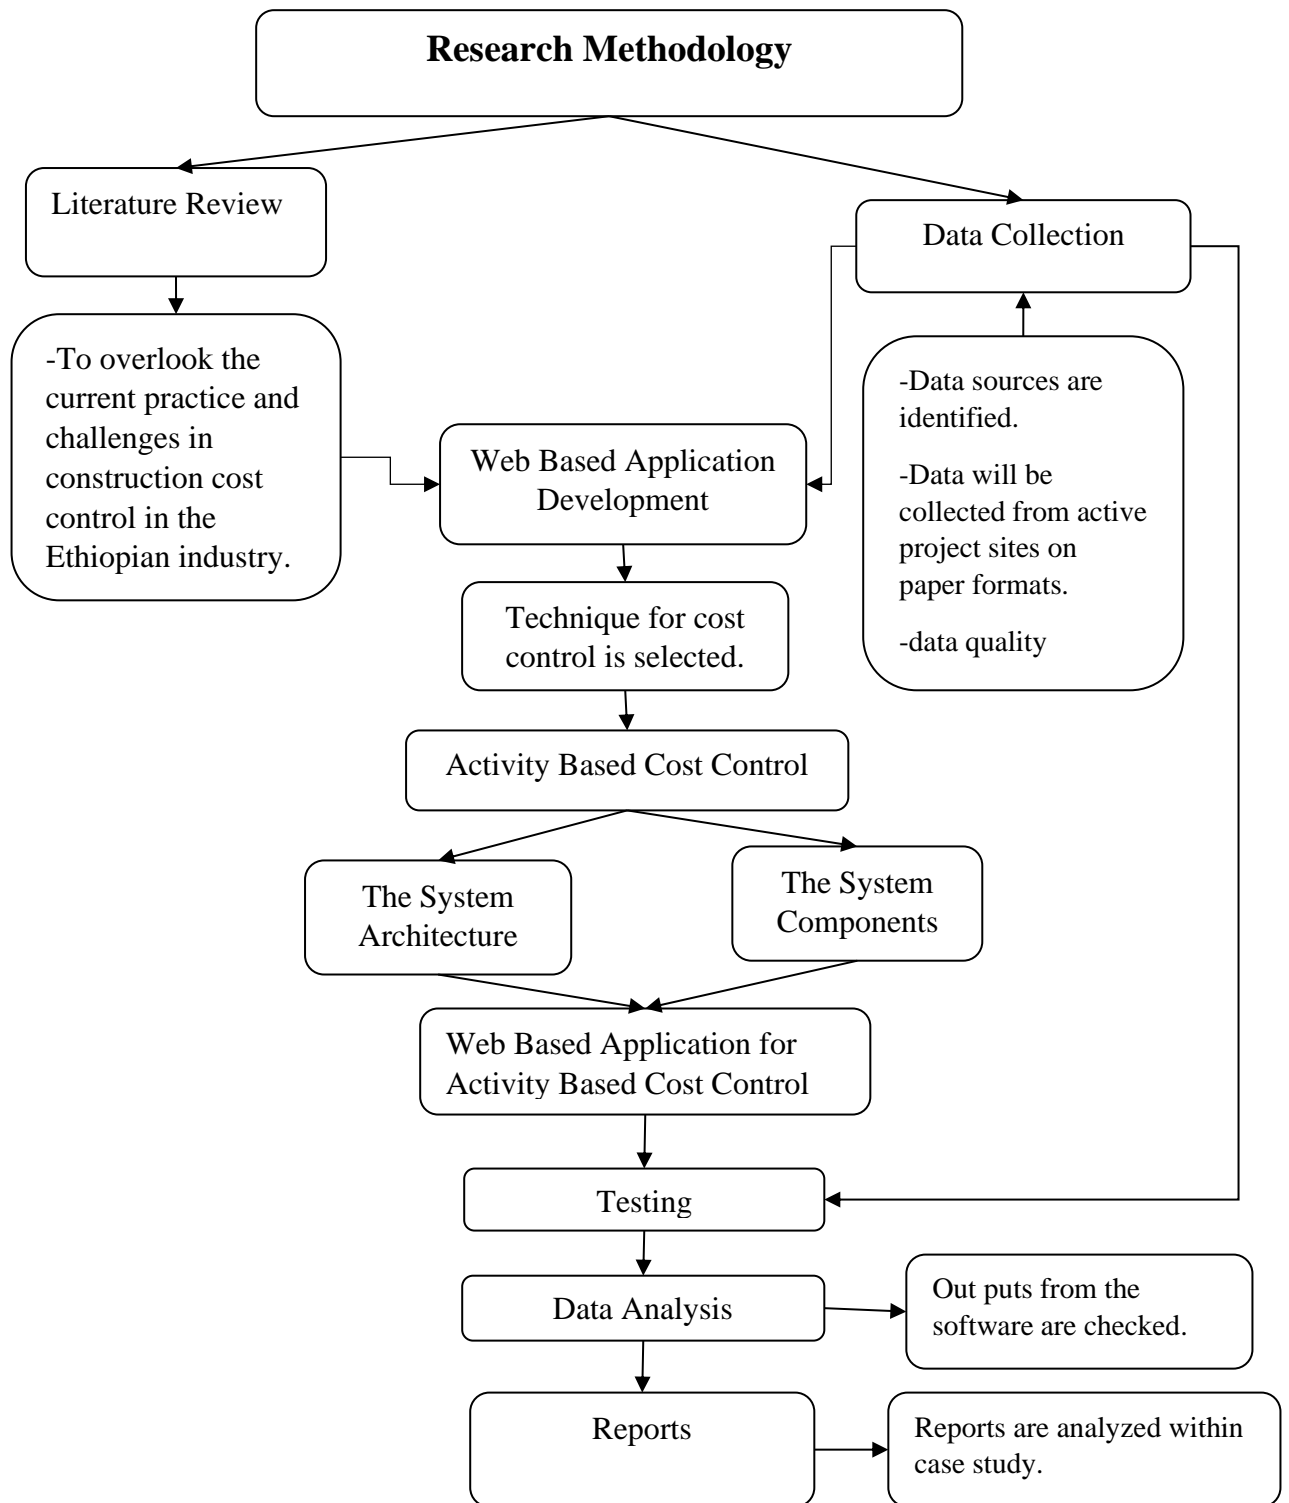 Research Methodology
Literature Review
Data Collection
-To overlook the
current practice and
challenges in
construction cost
control in the
Ethiopian industry.
-Data sources are
identified.
-Data will be
collected from active
project sites on
paper formats.
-data quality
Web Based Application
Development
Technique for cost
control is selected.
Activity Based Cost Control
The System
Architecture
The System
Components
Web Based Application for
Activity Based Cost Control
Testing
Data Analysis
Out puts from the
software are checked.
Reports
Reports are analyzed within
case study.